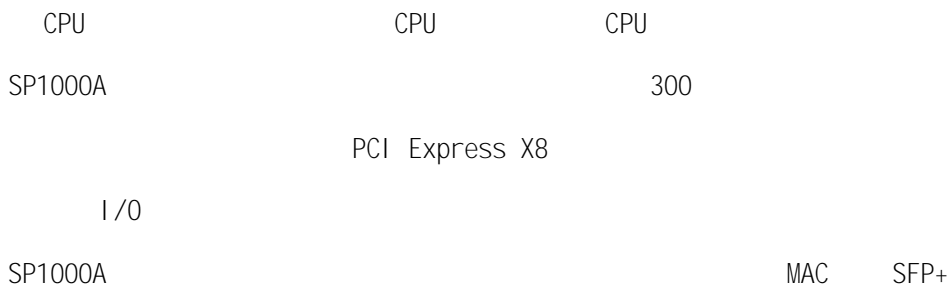 CPU CPU CPU
SP1000A 300
PCI Express X8
I/O
SP1000A MAC SFP+